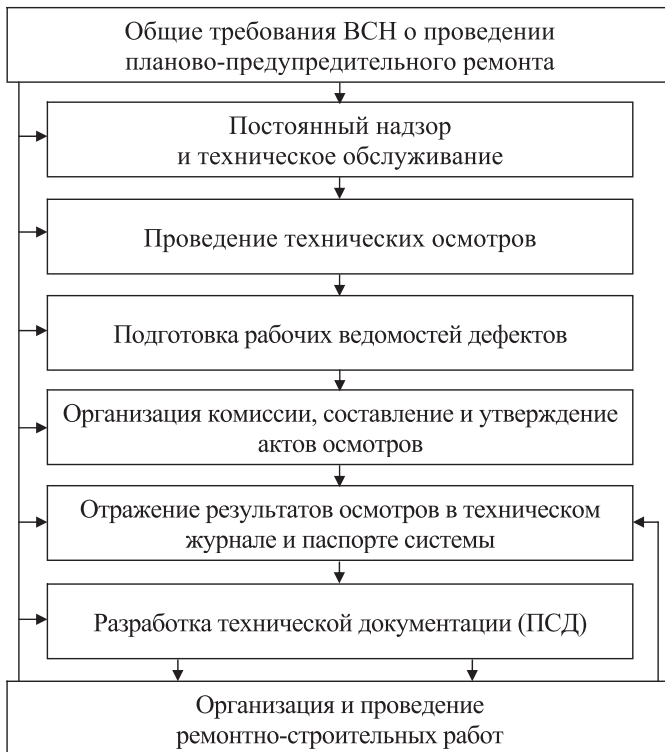 Общие требования ВСН о проведении
планово-предупредительного ремонта
Постоянный надзор
и техническое обслуживание
Проведение технических осмотров
Подготовка рабочих ведомостей дефектов
Организация комиссии, составление и утверждение
актов осмотров
Отражение результатов осмотров в техническом
журнале и паспорте системы
Разработка технической документации (ПСД)
Организация и проведение
ремонтно-строительных работ